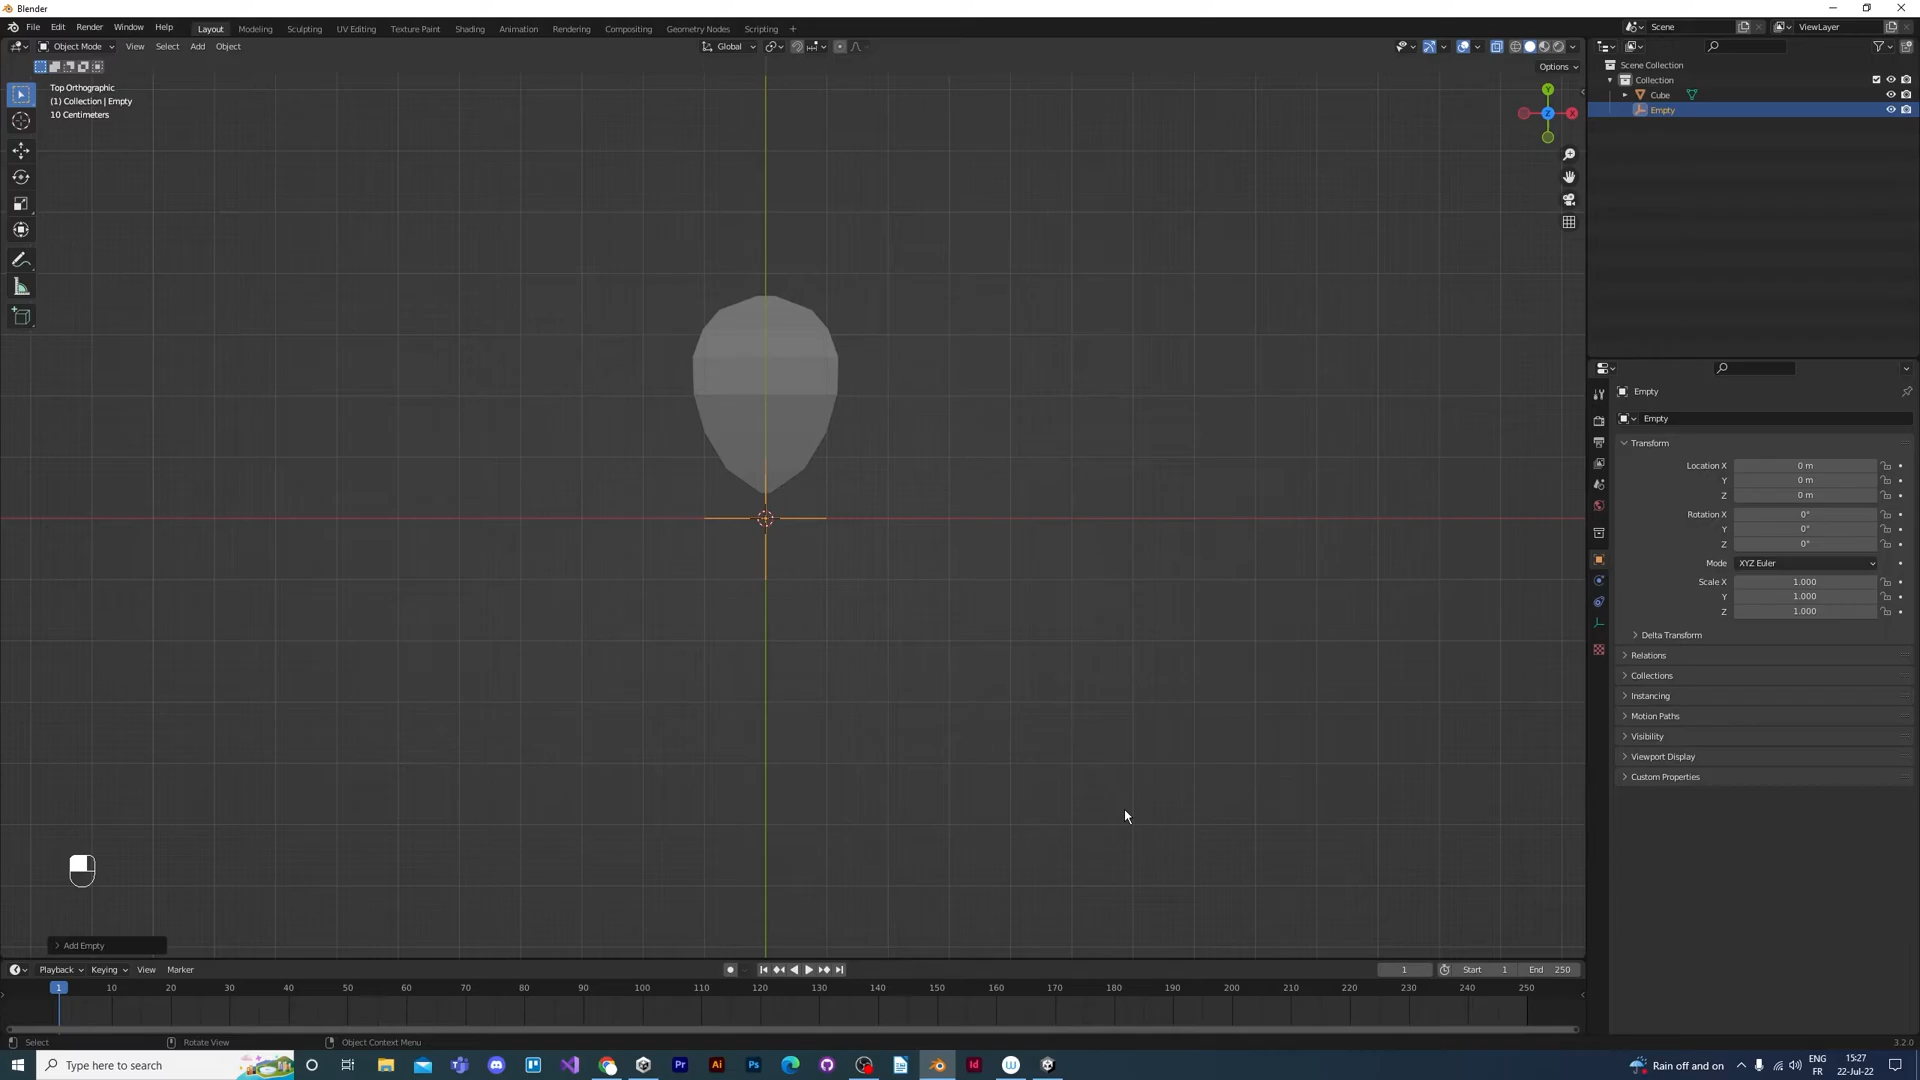 Blender
File Edit Render Window Help Layout Modeling Sculpting UV Editing Texture Paint Shading Animation Rendering Compositing Geometry Nodes Scripting + Scene ViewLayer
Object Mode View Select Add Object Global
Options
Top Orthographic
(1) Collection | Empty
10 Centimeters
Y
Z
X
Scene Collection
Collection
Cube
Empty
Empty
Empty
Transform
Location X 0 m
Y 0 m
Z 0 m
Rotation X 0°
Y 0°
Z 0°
Mode XYZ Euler
Scale X 1.000
Y 1.000
Z 1.000
Delta Transform
Relations
Collections
Instancing
Motion Paths
Visibility
Viewport Display
Custom Properties
Add Empty
Playback Keying View Marker 1 Start 1 End 250
1 10 20 30 40 50 60 70 80 90 100 110 120 130 140 150 160 170 180 190 200 210 220 230 240 250
Select Rotate View Object Context Menu 3.2.0
Type here to search Pr Ai Ps Id Rain off and on ENG 15:27
FR 22-Jul-22